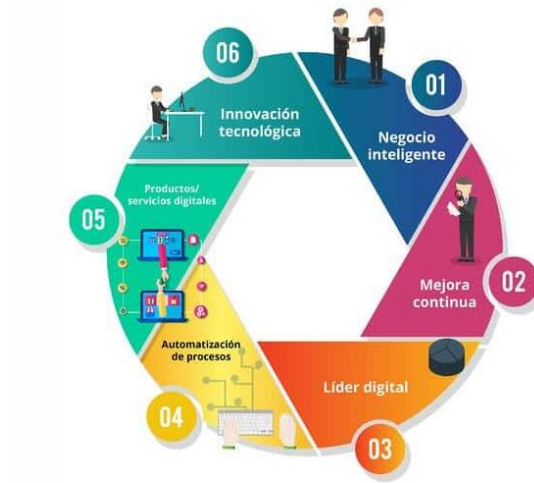 01
Negocio
inteligente
02
Mejora
continua
03
Líder digital
04
Automatización
de procesos
05
Productos/
servicios digitales
06
Innovación
tecnológica